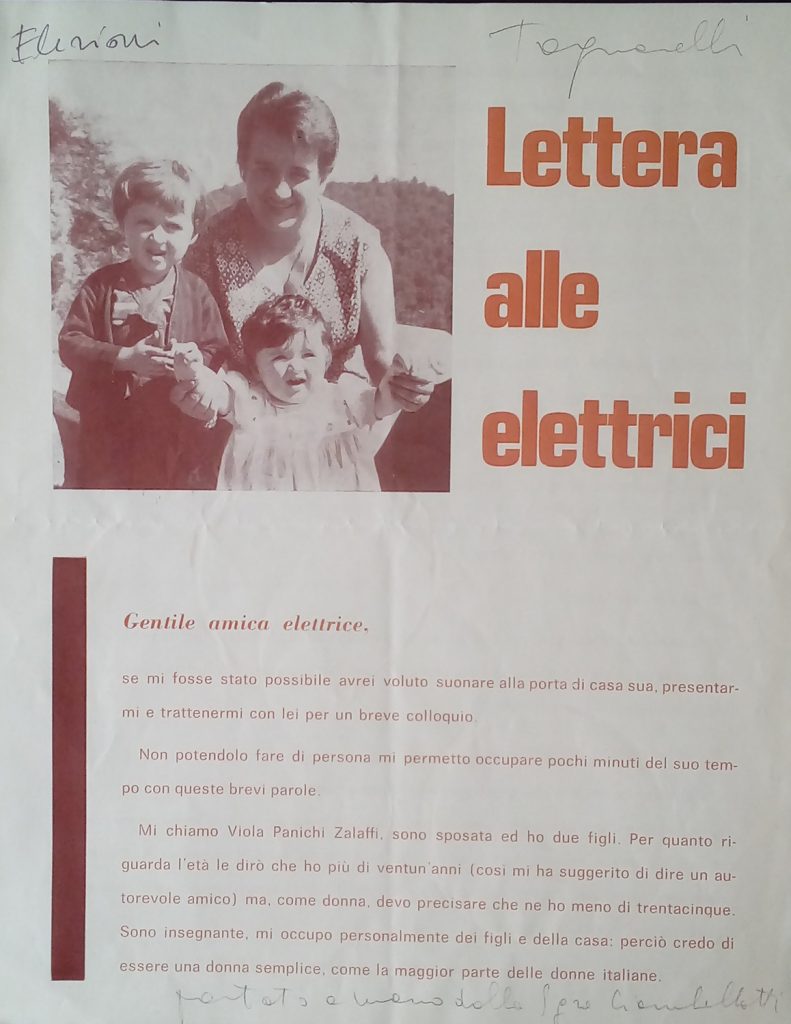 Elezioni
Lettera
alle
elettrici
Gentile amica elettrice,
se mi fosse stato possibile avrei voluto suonare alla porta di casa sua, presentar-
mi e trattenermi con lei per un breve colloquio.
Non potendolo fare di persona mi permetto occupare pochi minuti del suo tem-
po con queste brevi parole.
Mi chiamo Viola Panichi Zalaffi, sono sposata ed ho due figli. Per quanto ri-
guarda l'età le dirò che ho più di ventun'anni (così mi ha suggerito di dire un au-
torevole amico) ma, come donna, devo precisare che ne ho meno di trentacinque.
Sono insegnante, mi occupo personalmente dei figli e della casa: perciò credo di
essere una donna semplice, come la maggior parte delle donne italiane.
portato a mano dalla Sgra